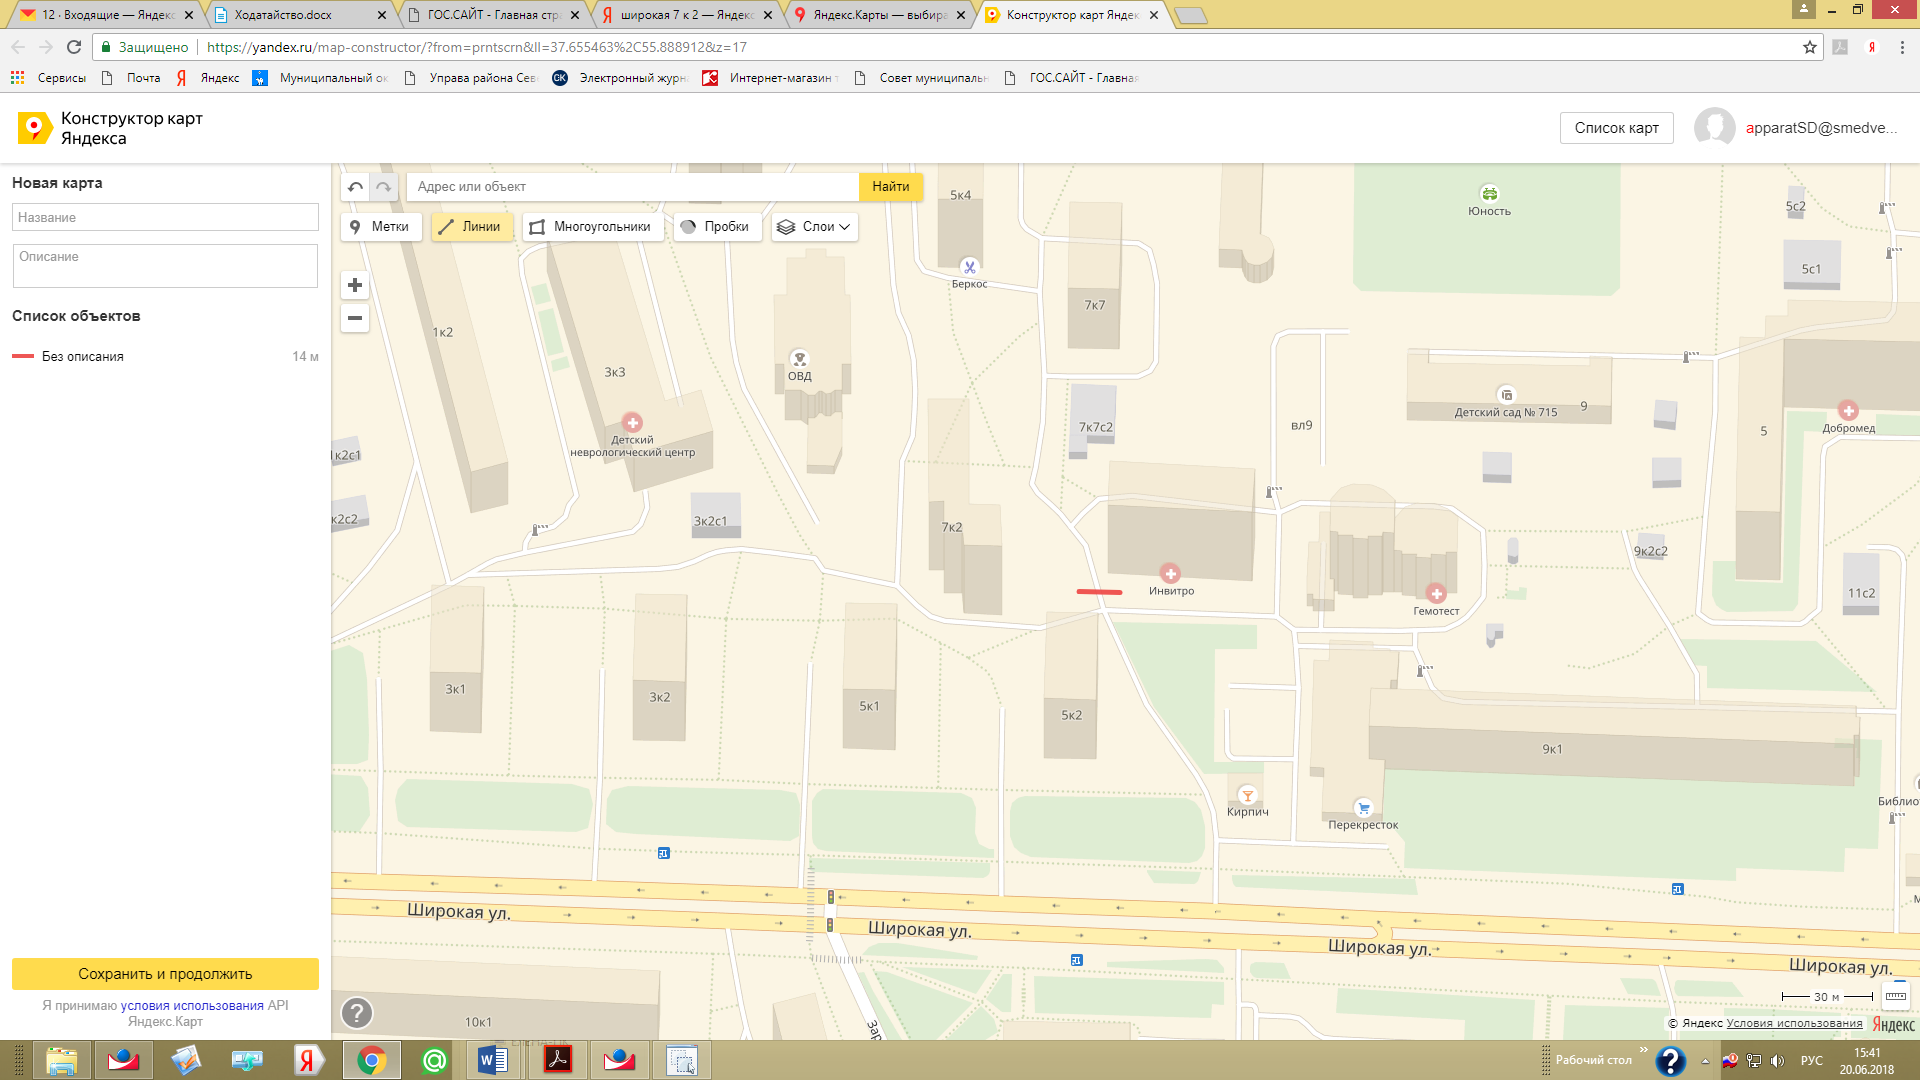 12 · Входящие — Яндекс
Ходатайство.docx
ГОС.САЙТ - Главная стр
широкая 7 к 2 — Яндекс
Яндекс.Карты — выбира
Конструктор карт Яндек
Защищено
https://yandex.ru/map-constructor/?from=prntscrn&ll=37.655463%2C55.888912&z=17
Сервисы
Почта
Яндекс
Муниципальный ок
Управа района Сев
Электронный журна
Интернет-магазин т
Совет муниципальн
ГОС.САЙТ - Главная
Конструктор карт
Яндекса
Список карт
apparatSD@smedve...
Новая карта
Название
Описание
Список объектов
Без описания
14 м
Сохранить и продолжить
Я принимаю условия использования API
Яндекс.Карт
Адрес или объект
Найти
Метки
Линии
Многоугольники
Пробки
Слои
5к4
Юность
5с2
Беркос
5с1
7к7
1к2
3к3
ОВД
Детский
неврологический центр
7к7с2
вл9
Детский сад № 715
9
5
Добромед
1к2с1
к2с2
3к2с1
7к2
Инвитро
Гемотест
9к2с2
11с2
3к1
3к2
5к1
5к2
9к1
Кирпич
Перекресток
Библио
Широкая ул.
Широкая ул.
Широкая ул.
Широкая ул.
10к1
Зар
30 м
© Яндекс Условия использования
Яндекс
Рабочий стол
РУС
15:41
20.06.2018